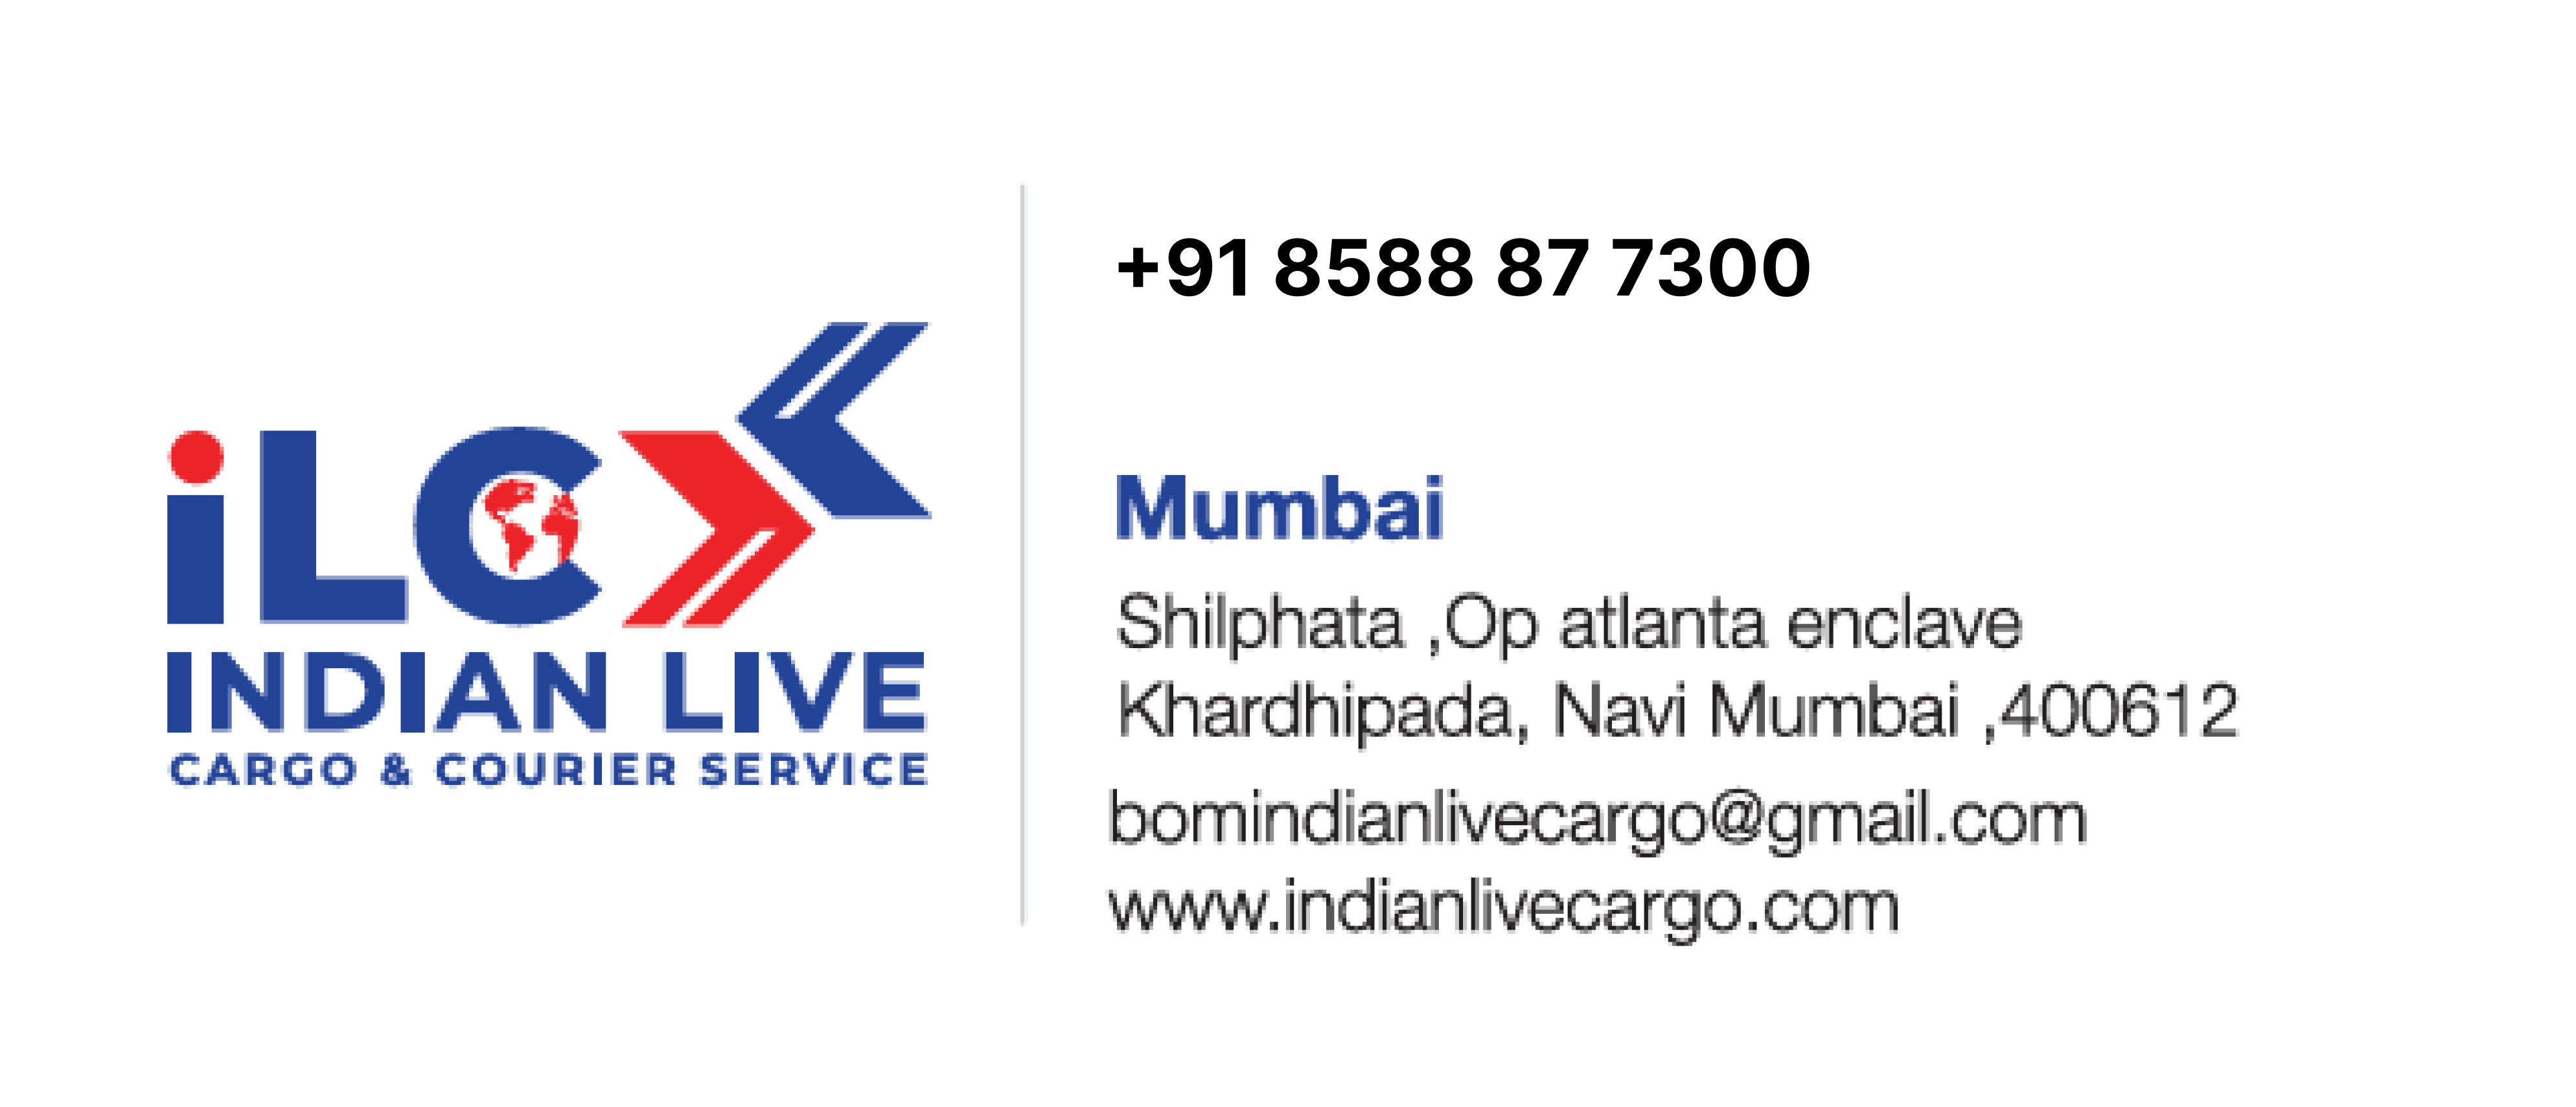 iLC
INDIAN LIVE
CARGO & COURIER SERVICE
+91 8588 87 7300
Mumbai
Shilphata ,Op atlanta enclave
Khardhipada, Navi Mumbai ,400612
bomindianlivecargo@gmail.com
www.indianlivecargo.com